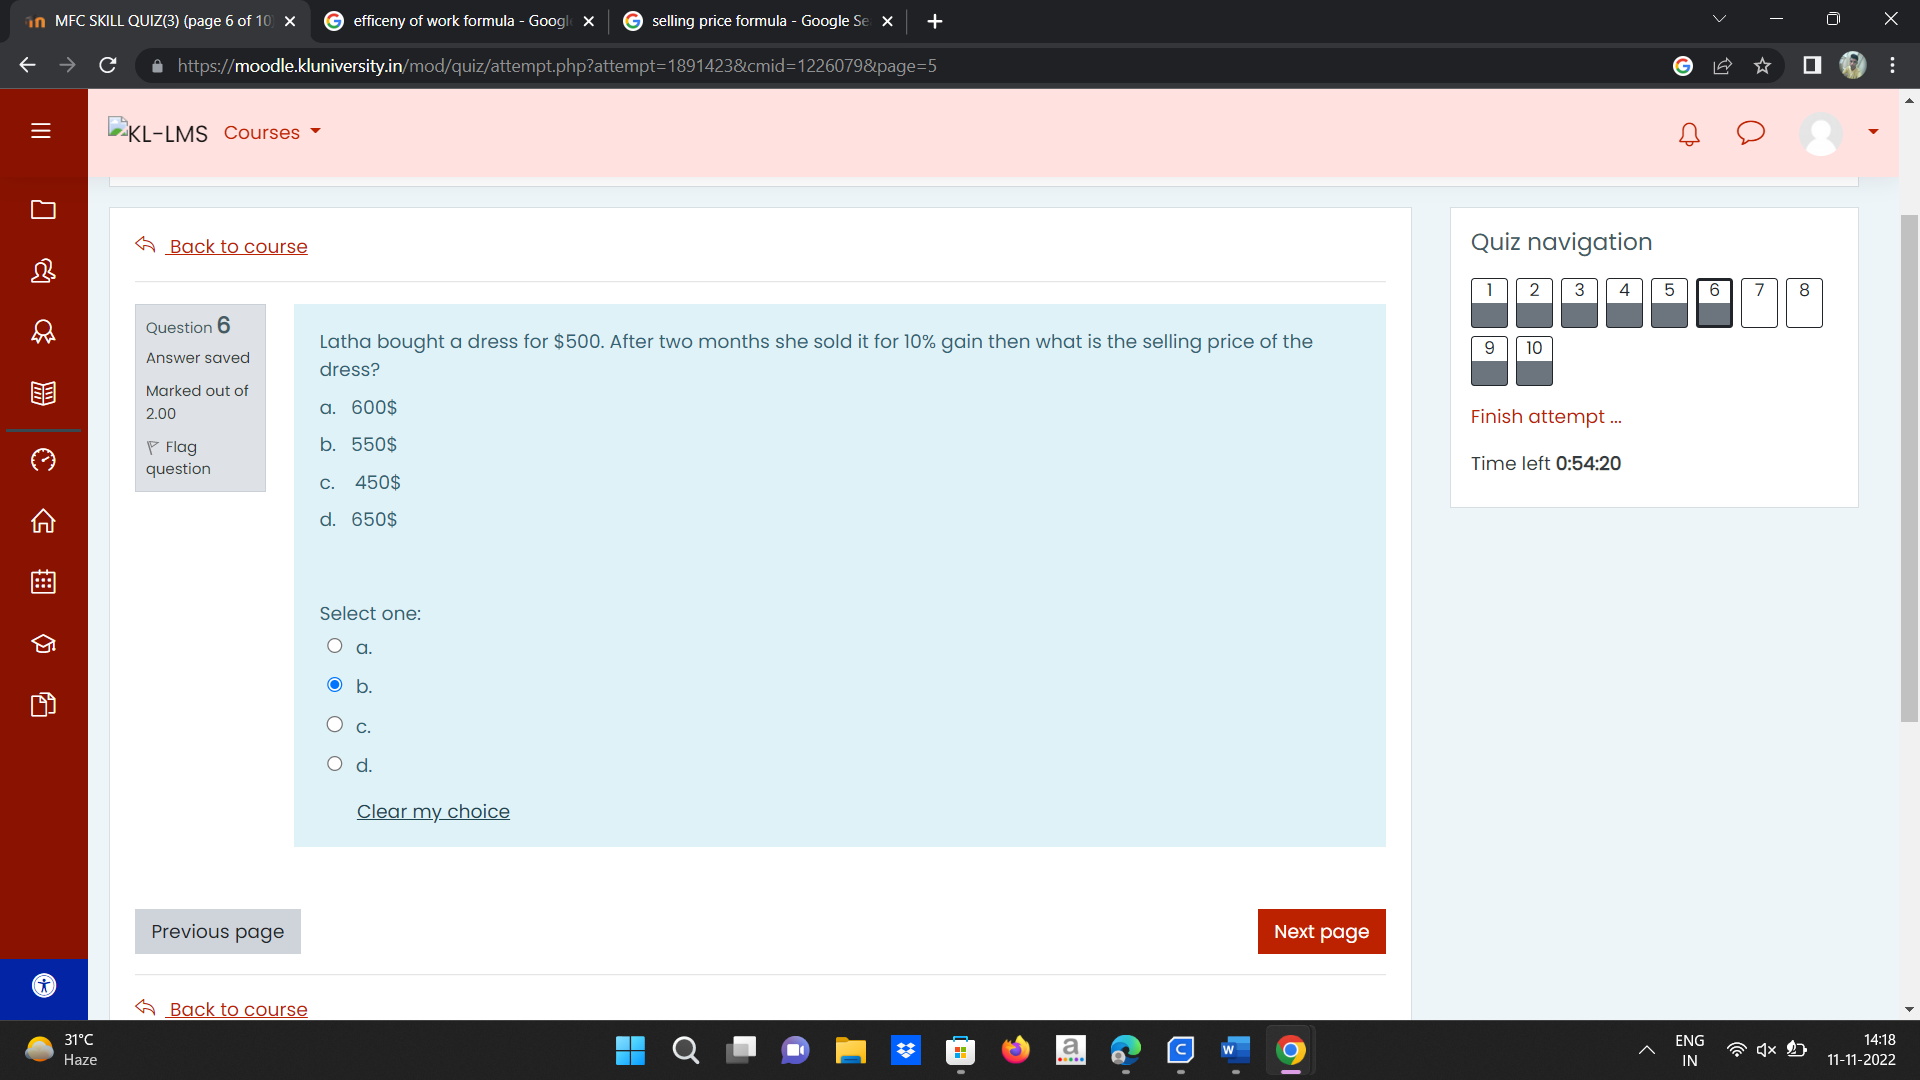 MFC SKILL QUIZ(3) (page 6 of 10)
efficeny of work formula - Googl
selling price formula - Google Se
https://moodle.kluniversity.in/mod/quiz/attempt.php?attempt=1891423&cmid=1226079&page=5
KL-LMS Courses
Back to course
Question 6
Answer saved
Marked out of
2.00
Flag
question
Latha bought a dress for $500. After two months she sold it for 10% gain then what is the selling price of the
dress?
a. 600$
b. 550$
c. 450$
d. 650$
Select one:
a.
b.
c.
d.
Clear my choice
Previous page
Next page
Back to course
Quiz navigation
1 2 3 4 5 6 7 8
9 10
Finish attempt ...
Time left 0:54:20
31°C
Haze
ENG
IN
14:18
11-11-2022